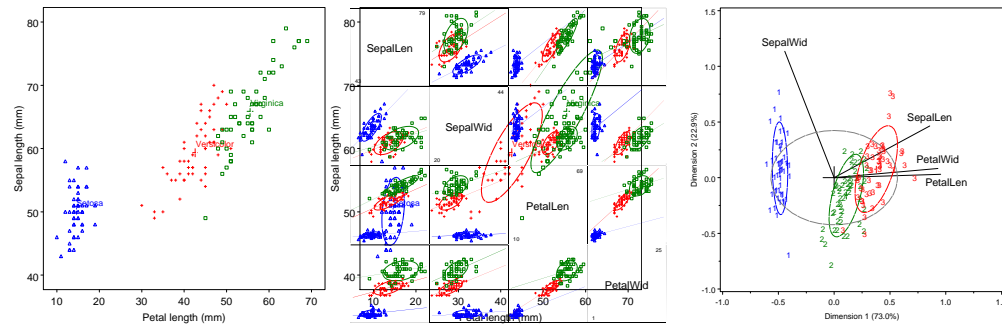 80
70
60
50
40
10 20 30 40 50 60 70
Sepal length (mm)
Petal length (mm)
Virginica
Versicolor
Setosa
80
70
60
50
40
10 20 30 40 50 60 70
Sepal length (mm)
Petal length (mm)
SepalLen
79
43
SepalWid
44
20
PetalLen
69
10
PetalWid
25
1
Virginica
1.5
1.0
0.5
0.0
-0.5
-1.0
-1.0 -0.5 0.0 0.5 1.0
Dimension 2 (22.9%)
Dimension 1 (73.0%)
SepalWid
SepalLen
PetalWid
PetalLen